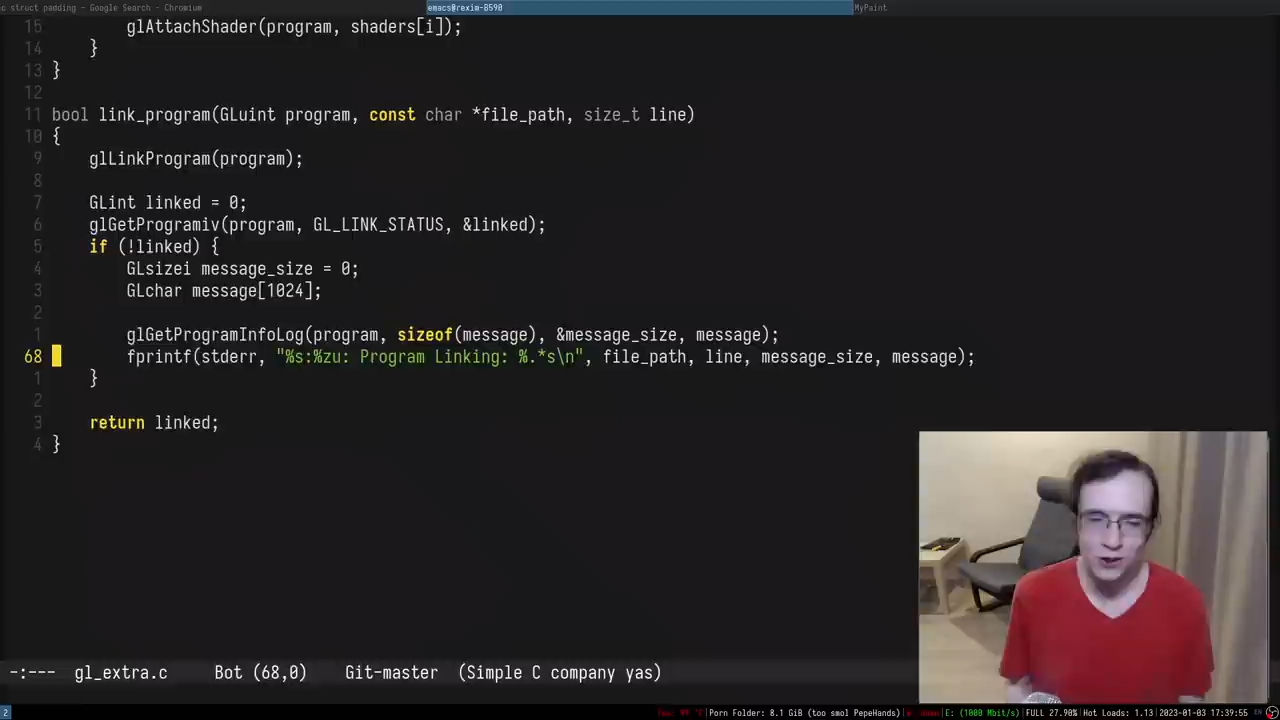 c struct padding - Google Search - Chromium
emacs@rexim-B590
MyPaint
15 glAttachShader(program, shaders[i]);
14 }
13 }
12
11 bool link_program(GLuint program, const char *file_path, size_t line)
10 {
9 glLinkProgram(program);
8
7 GLint linked = 0;
6 glGetProgramiv(program, GL_LINK_STATUS, &linked);
5 if (!linked) {
4 GLsizei message_size = 0;
3 GLchar message[1024];
2
1 glGetProgramInfoLog(program, sizeof(message), &message_size, message);
68 fprintf(stderr, "%s:%zu: Program Linking: %.*s\n", file_path, line, message_size, message);
1 }
2
3 return linked;
4 }
-:--- gl_extra.c Bot (68,0) Git-master (Simple C company yas)
2
Porn Folder: 8.1 GiB (too smol PepeHands)
E: (1000 Mbit/s)
FULL 27.90%
Hot Loads: 1.13
2023-01-03 17:39:55
EN